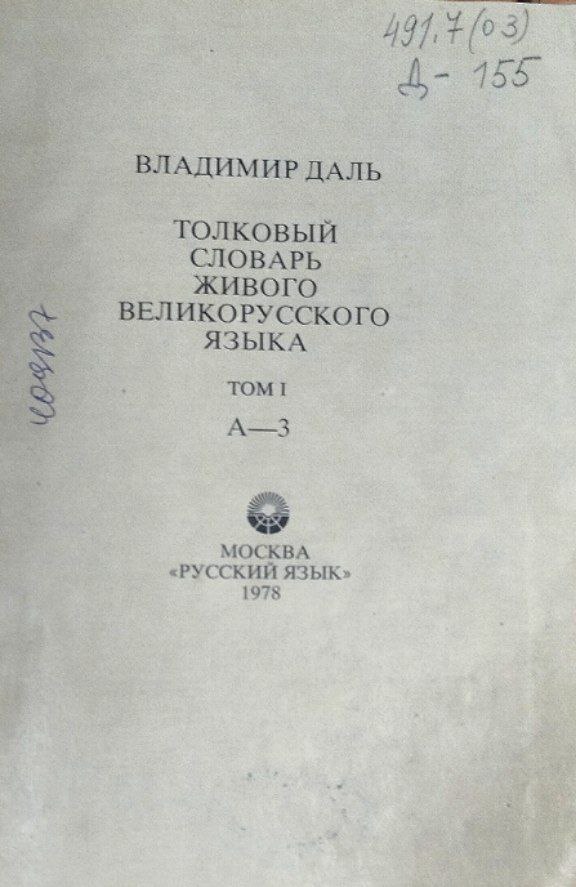 491.7(03)
Д- 155
ВЛАДИМИР ДАЛЬ
ТОЛКОВЫЙ
СЛОВАРЬ
ЖИВОГО
ВЕЛИКОРУССКОГО
ЯЗЫКА
ТОМ I
А—З
МОСКВА
«РУССКИЙ ЯЗЫК»
1978